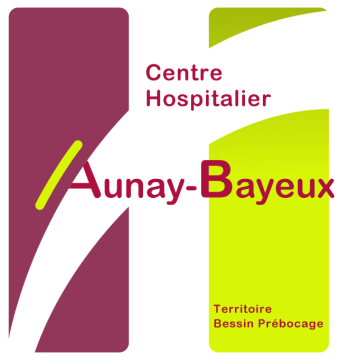 Centre
Hospitalier
Aunay-Bayeux
Territoire
Bessin Prébocage